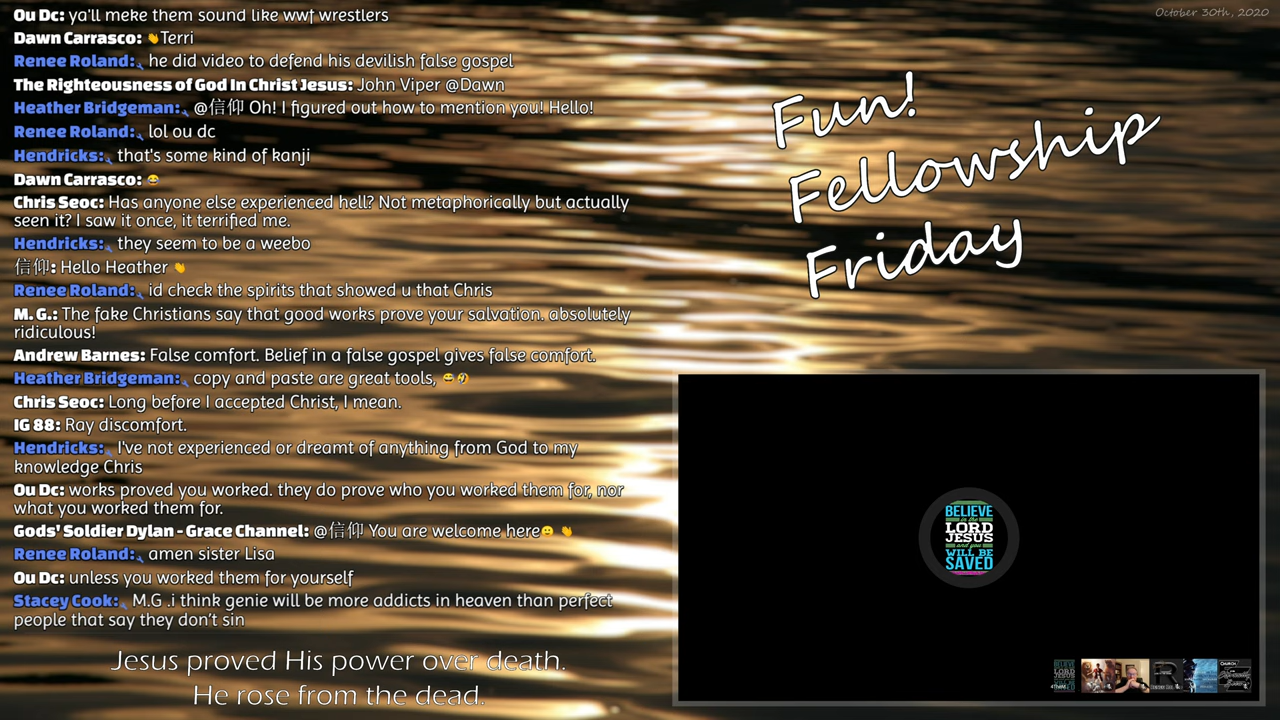 Ou Dc: ya'll meke them sound like wwf wrestlers
Dawn Carrasco: 👏Terri
Renee Roland: he did video to defend his devilish false gospel
The Righteousness of God In Christ Jesus: John Viper @Dawn
Heather Bridgeman: @信仰 Oh! I figured out how to mention you! Hello!
Renee Roland: lol ou dc
Hendricks: that's some kind of kanji
Dawn Carrasco: 😂
Chris Seoc: Has anyone else experienced hell? Not metaphorically but actually
seen it? I saw it once, it terrified me.
Hendricks: they seem to be a weebo
信仰: Hello Heather 👏
Renee Roland: id check the spirits that showed u that Chris
M. G.: The fake Christians say that good works prove your salvation. absolutely
ridiculous!
Andrew Barnes: False comfort. Belief in a false gospel gives false comfort.
Heather Bridgeman: copy and paste are great tools, 😅🤣
Chris Seoc: Long before I accepted Christ, I mean.
IG 88: Ray discomfort.
Hendricks: I've not experienced or dreamt of anything from God to my
knowledge Chris
Ou Dc: works proved you worked. they do prove who you worked them for, nor
what you worked them for.
Gods' Soldier Dylan - Grace Channel: @信仰 You are welcome here🙂 👏
Renee Roland: amen sister Lisa
Ou Dc: unless you worked them for yourself
Stacey Cook: M.G .i think genie will be more addicts in heaven than perfect
people that say they don't sin
Jesus proved His power over death.
He rose from the dead.
October 30th, 2020
Fun!
Fellowship
Friday
BELIEVE
in the
LORD
JESUS
and you
WILL BE
SAVED